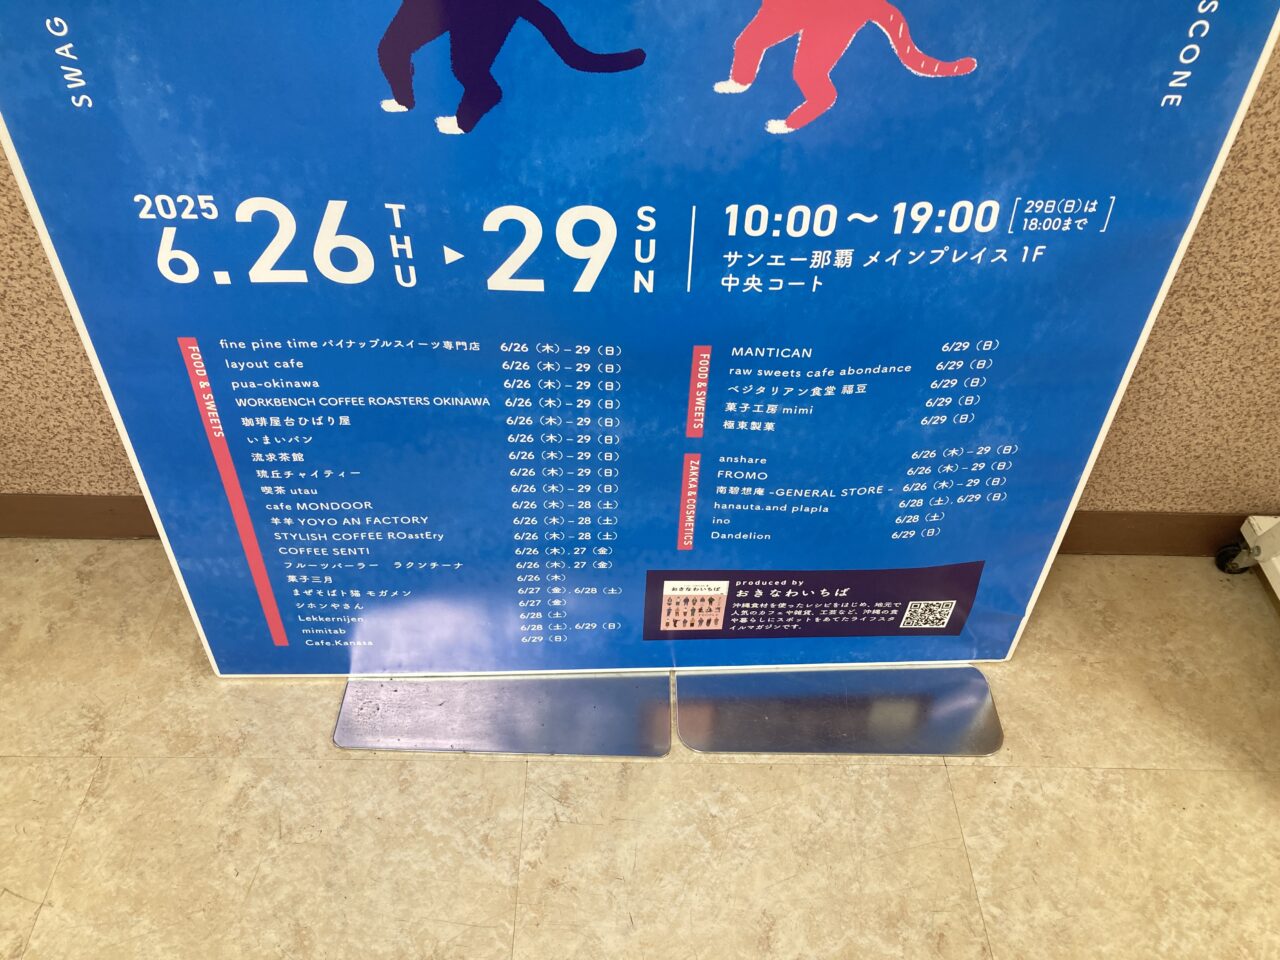 SWAG
SCONE
2025
6.26 THU ▶ 29 SUN
10:00 〜 19:00 [29日(日)は 18:00まで]
サンエー那覇 メインプレイス 1F
中央コート
FOOD & SWEETS
fine pine time パイナップルスイーツ専門店 6/26（木）– 29（日）
layout cafe 6/26（木）– 29（日）
pua-okinawa 6/26（木）– 29（日）
WORKBENCH COFFEE ROASTERS OKINAWA 6/26（木）– 29（日）
珈琲屋台ひばり屋 6/26（木）– 29（日）
いまいパン 6/26（木）– 29（日）
流求茶館 6/26（木）– 29（日）
琉丘チャイティー 6/26（木）– 29（日）
喫茶 utau 6/26（木）– 29（日）
cafe MONDOOR 6/26（木）– 28（土）
羊羊 YOYO AN FACTORY 6/26（木）– 28（土）
STYLISH COFFEE ROastEry 6/26（木）– 28（土）
COFFEE SENTI 6/26（木）. 27（金）
フルーツパーラー ラクンチーナ 6/26（木）. 27（金）
菓子三月 6/26（木）
まぜそばト猫 モガメン 6/27（金）. 6/28（土）
シホンやさん 6/27（金）
Lekkernijen 6/28（土）
mimitab 6/28（土）. 6/29（日）
Cafe.Kanasa 6/29（日）
FOOD & SWEETS
MANTICAN 6/29（日）
raw sweets cafe abondance 6/29（日）
ベジタリアン食堂 福豆 6/29（日）
菓子工房 mimi 6/29（日）
極東製菓 6/29（日）
ZAKKA & COSMETICS
anshare 6/26（木）– 29（日）
FROMO 6/26（木）– 29（日）
南碧想庵 –GENERAL STORE – 6/26（木）– 29（日）
hanauta.and plapla 6/28（土）. 6/29（日）
ino 6/28（土）
Dandelion 6/29（日）
おきなわいちば
produced by
おきなわいちば
沖縄食材を使ったレシピをはじめ、地元で
人気のカフェや雑貨、工芸など、沖縄の食
や暮らしにスポットをあてたライフスタ
イルマガジンです。